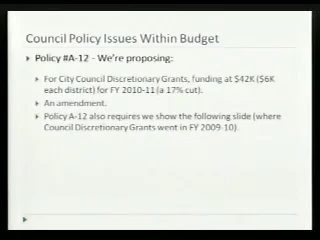 Council Policy Issues Within Budget
Policy #A-12 - We're proposing:
For City Council Discretionary Grants, funding at $42K ($6K
each district) for FY 2010-11 (a 17% cut).
An amendment.
Policy A-12 also requires we show the following slide (where
Council Discretionary Grants went in FY 2009-10).